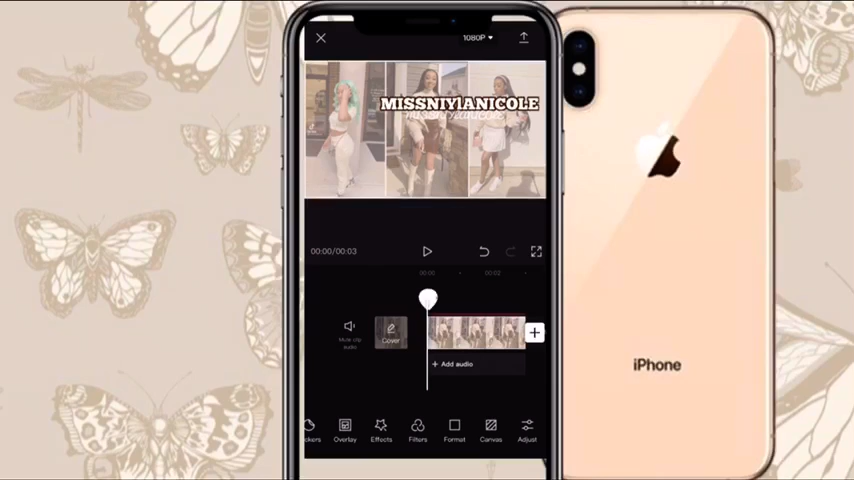 1080P
MISSNIYIANICOLE
00:00/00:03
00:00
00:02
Mute clip
audio
Cover
+ Add audio
kers
Overlay
Effects
Filters
Format
Canvas
Adjust
iPhone